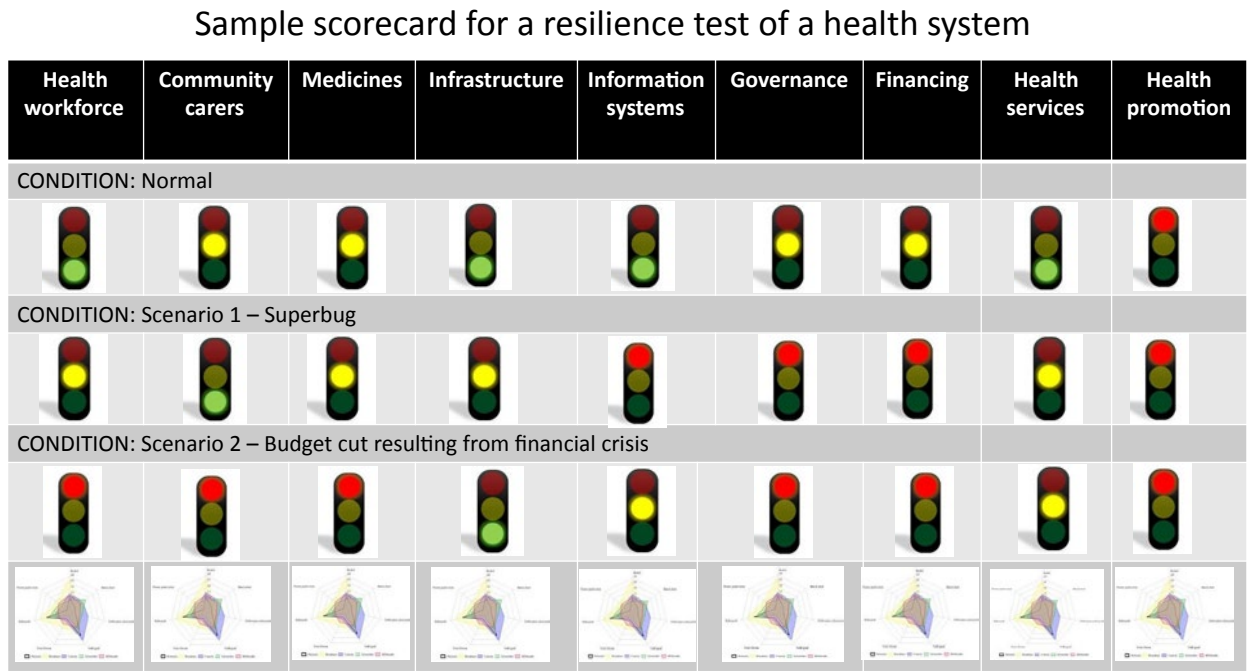 Sample scorecard for a resilience test of a health system
Health workforce
Community carers
Medicines
Infrastructure
Information systems
Governance
Financing
Health services
Health promotion
CONDITION: Normal
CONDITION: Scenario 1 – Superbug
CONDITION: Scenario 2 – Budget cut resulting from financial crisis